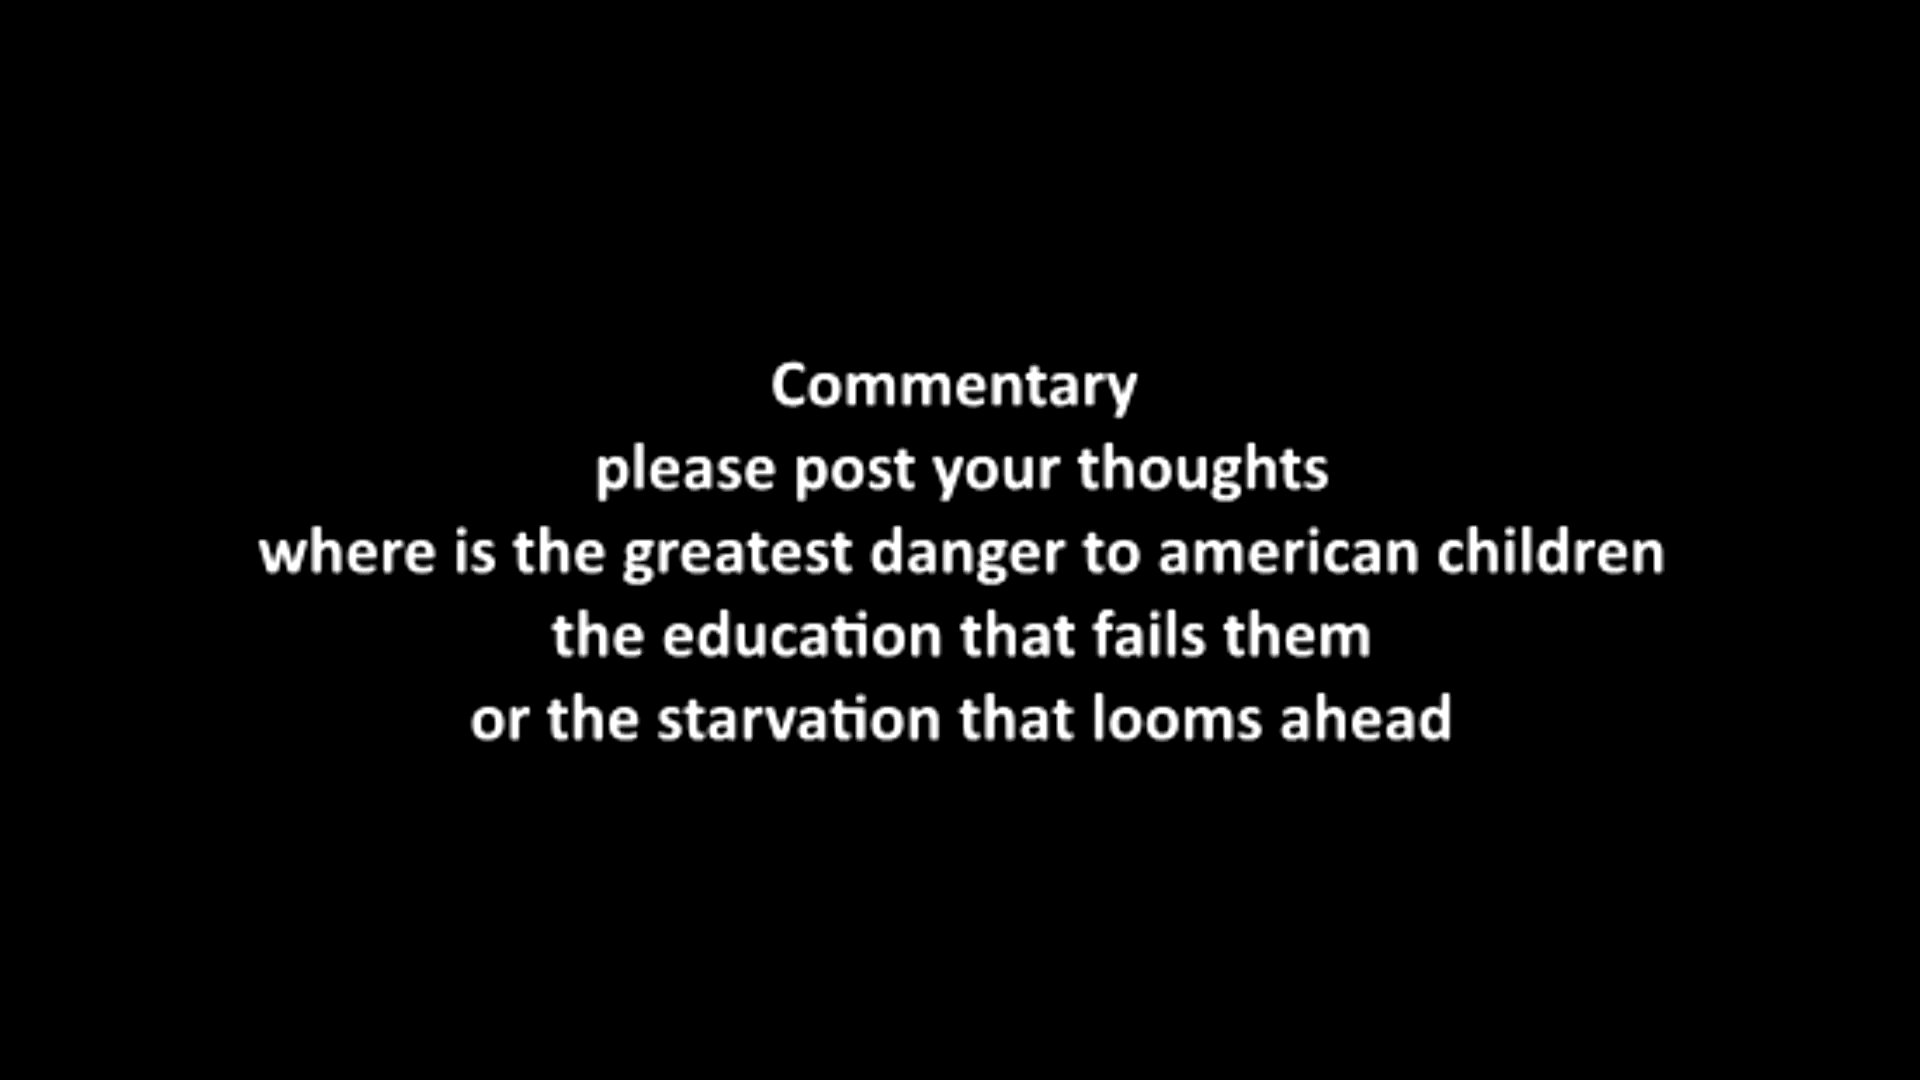 Commentary
please post your thoughts
where is the greatest danger to american children
the education that fails them
or the starvation that looms ahead